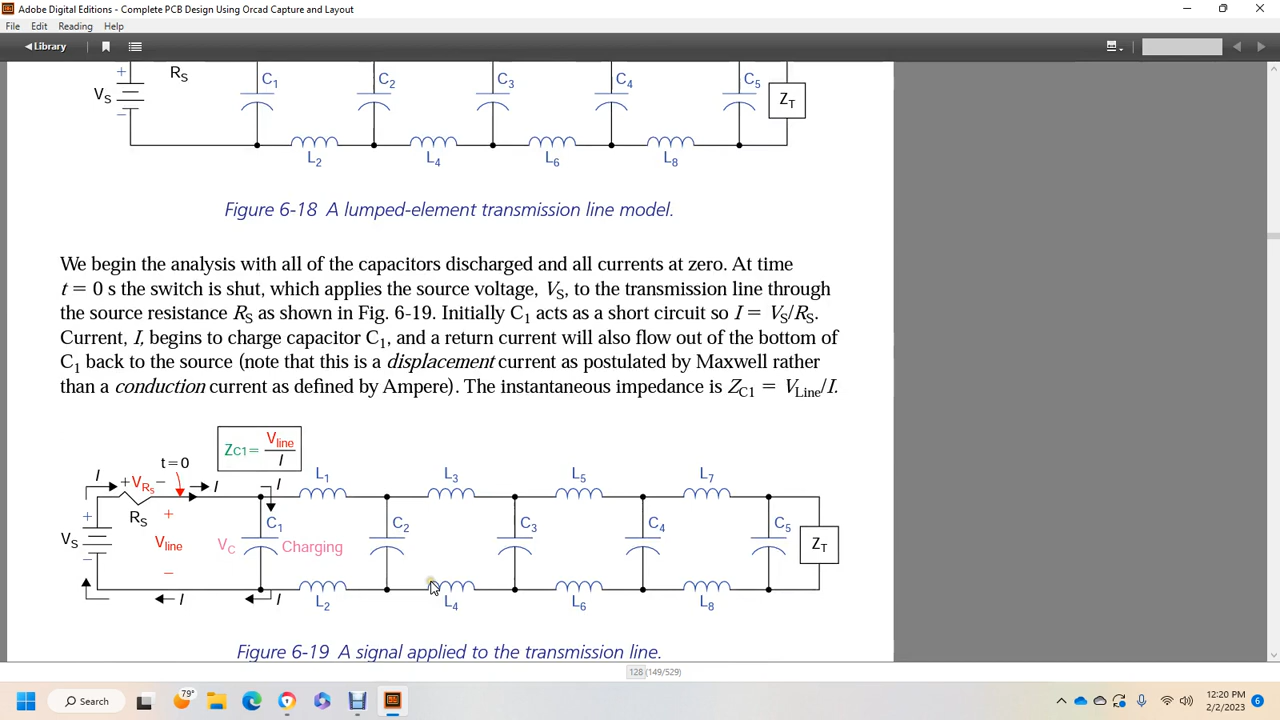 Adobe Digital Editions - Complete PCB Design Using Orcad Capture and Layout
File Edit Reading Help
Library
RS C1 C2 C3 C4 C5
+
VS
−
ZT
L2 L4 L6 L8
Figure 6-18 A lumped-element transmission line model.
We begin the analysis with all of the capacitors discharged and all currents at zero. At time
t = 0 s the switch is shut, which applies the source voltage, VS, to the transmission line through
the source resistance RS as shown in Fig. 6-19. Initially C1 acts as a short circuit so I = VS/RS.
Current, I, begins to charge capacitor C1, and a return current will also flow out of the bottom of
C1 back to the source (note that this is a displacement current as postulated by Maxwell rather
than a conduction current as defined by Ampere). The instantaneous impedance is ZC1 = VLine/I.
ZC1 = Vline/I
t=0
I +VRS− I I L1 L3 L5 L7
RS
+ + C1 C2 C3 C4 C5
VS Vline VC Charging ZT
− −
I I L2 L4 L6 L8
Figure 6-19 A signal applied to the transmission line.
128 (149/529)
Search 79° 12:20 PM
2/2/2023 6